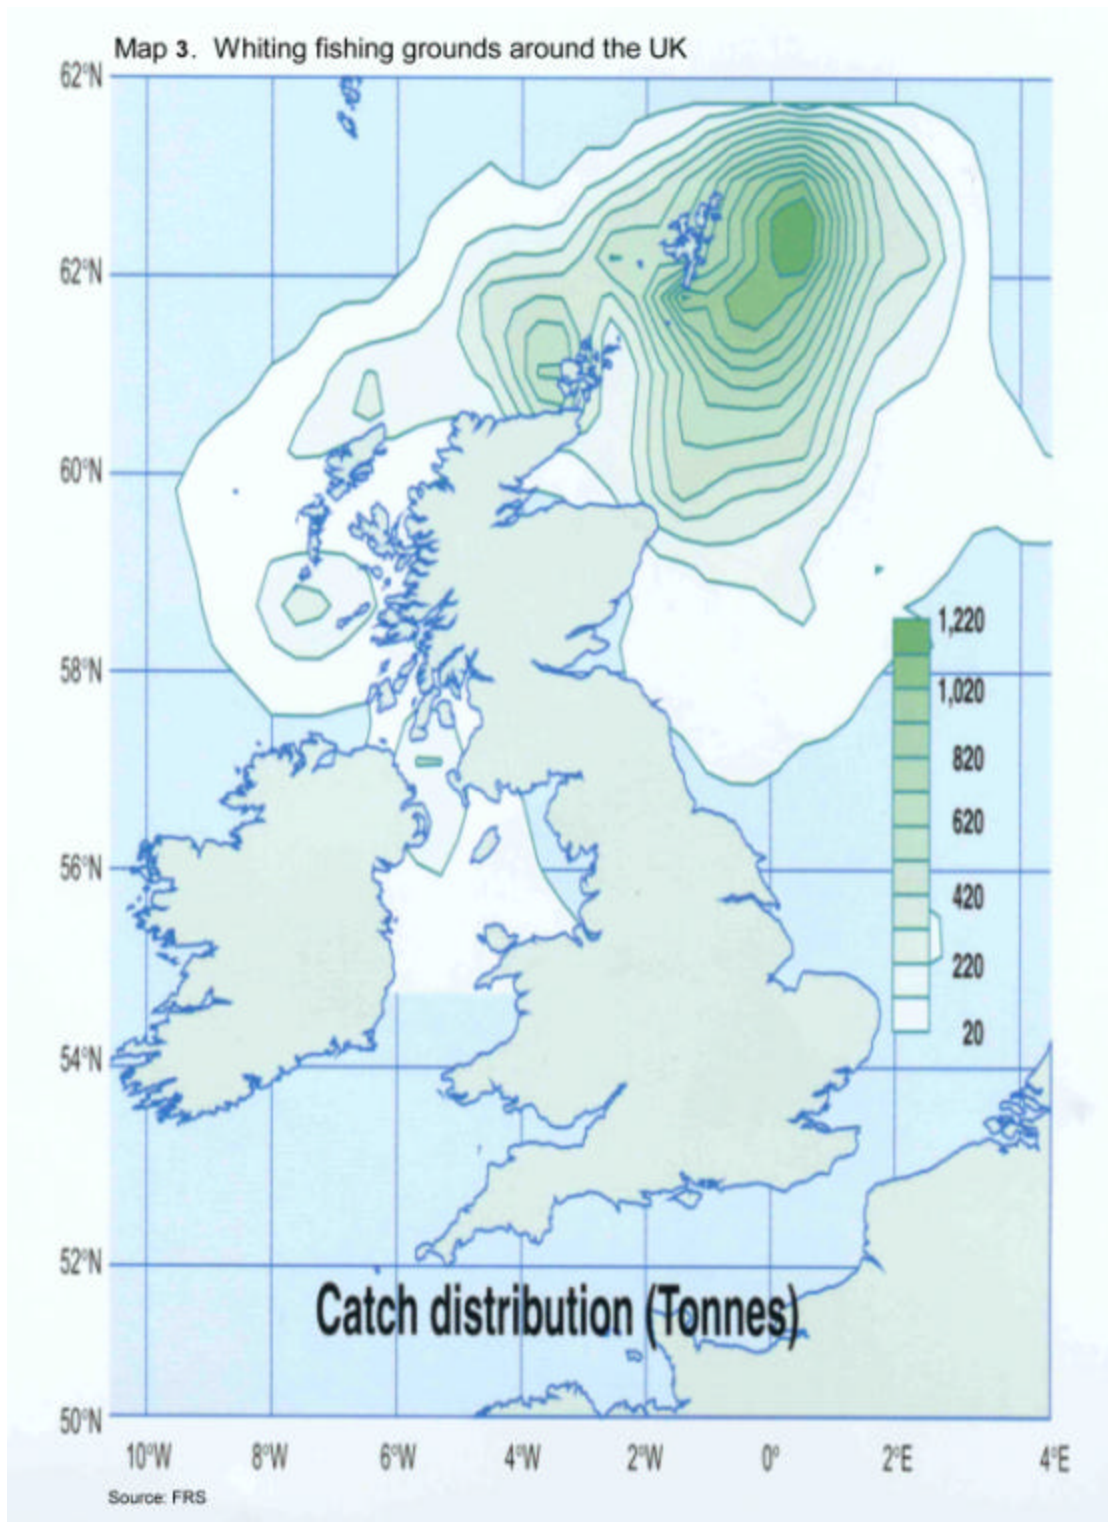 Map 3. Whiting fishing grounds around the UK
62°N
62°N
60°N
58°N
56°N
54°N
52°N
50°N
1,220
1,020
820
620
420
220
20
Catch distribution (Tonnes)
10°W 8°W 6°W 4°W 2°W 0° 2°E 4°E
Source: FRS